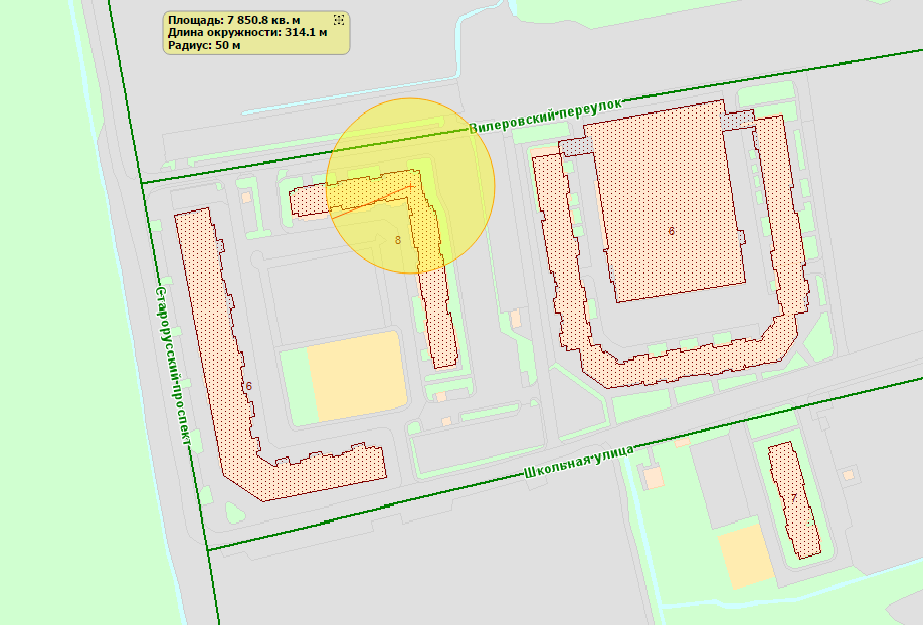 Площадь: 7 850.8 кв. м
Длина окружности: 314.1 м
Радиус: 50 м
Вилеровский переулок
6
8
Старорусский проспект
6
Школьная улица
7